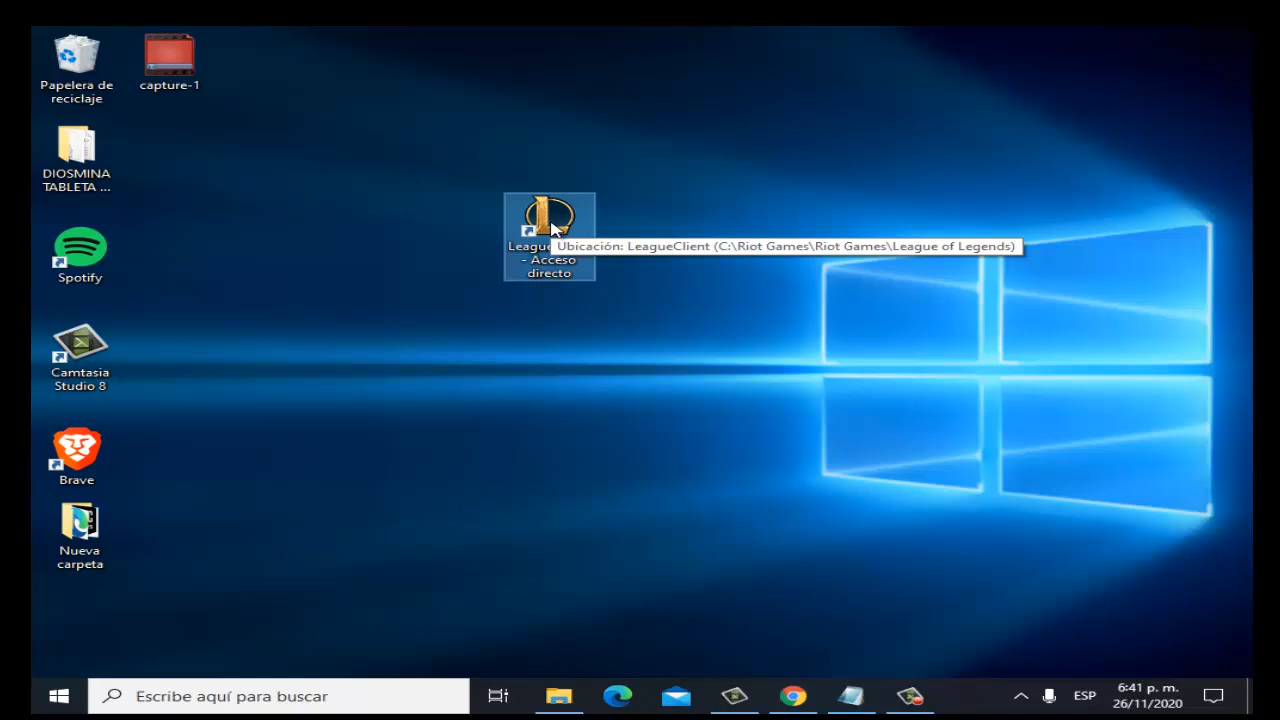 Papelera de
reciclaje
capture-1
DIOSMINA
TABLETA ...
Spotify
Camtasia
Studio 8
Brave
Nueva
carpeta
League
- Acceso
directo
Ubicación: LeagueClient (C:\Riot Games\Riot Games\League of Legends)
Escribe aquí para buscar
ESP
6:41 p. m.
26/11/2020